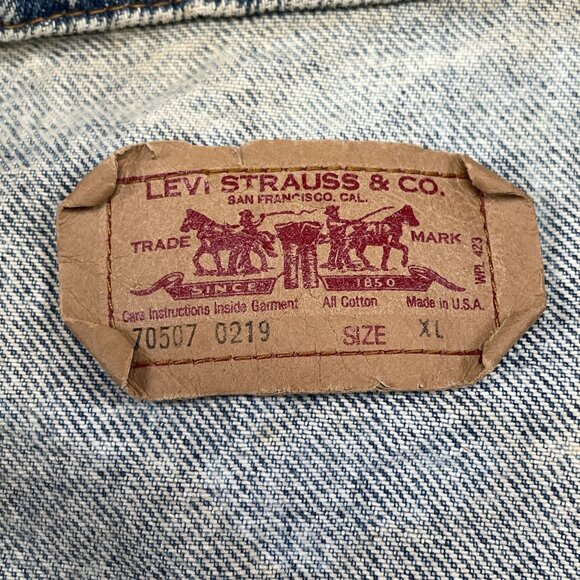 LEVI STRAUSS & CO.
SAN FRANCISCO, CAL.
TRADE MARK
SINCE 1850
WPL 423
Care Instructions Inside Garment All Cotton Made in U.S.A.
70507 0219 SIZE XL